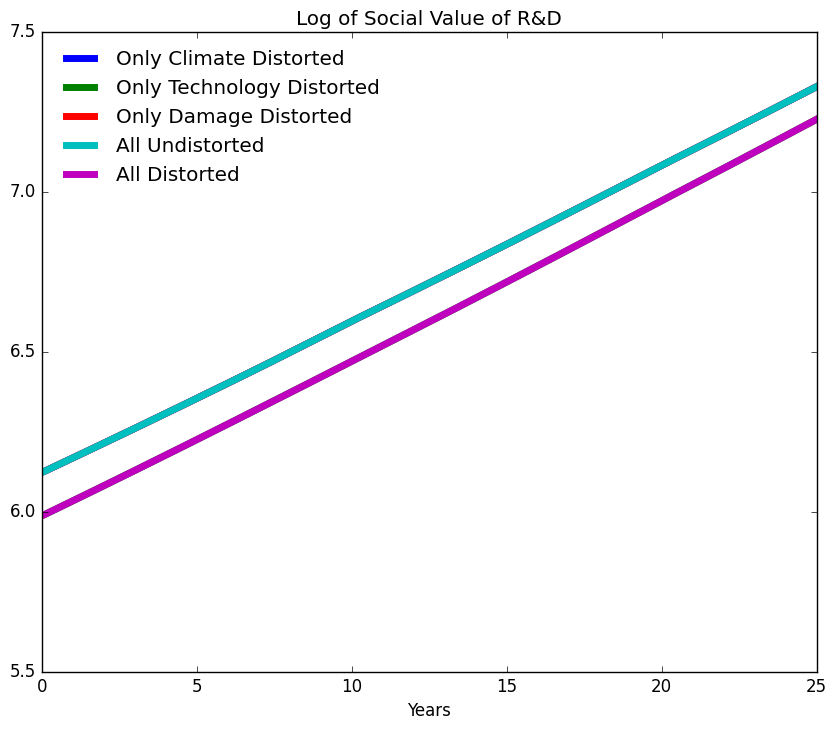 Log of Social Value of R&D
7.5
Only Climate Distorted
Only Technology Distorted
Only Damage Distorted
All Undistorted
All Distorted
7.0
6.5
6.0
5.5
0 5 10 15 20 25
Years